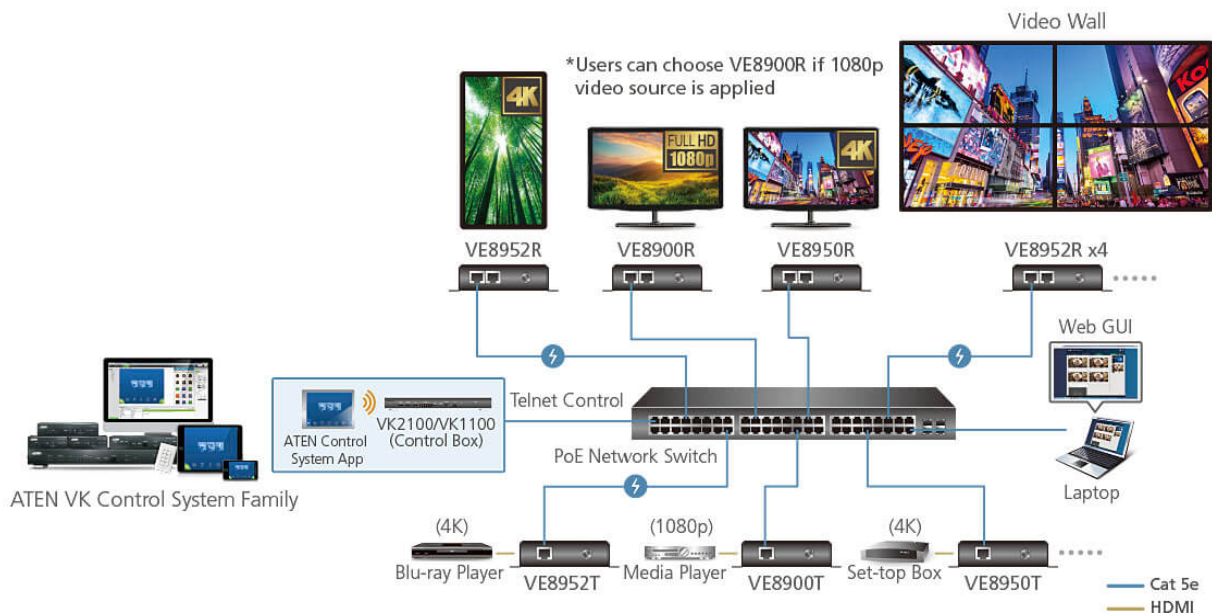 Video Wall
*Users can choose VE8900R if 1080p
video source is applied
4K
FULL HD
1080p
4K
VE8952R
VE8900R
VE8950R
VE8952R x4
Web GUI
Telnet Control
VK2100/VK1100
(Control Box)
ATEN Control
System App
PoE Network Switch
Laptop
ATEN VK Control System Family
(4K)
(1080p)
(4K)
Blu-ray Player
VE8952T
Media Player
VE8900T
Set-top Box
VE8950T
Cat 5e
HDMI